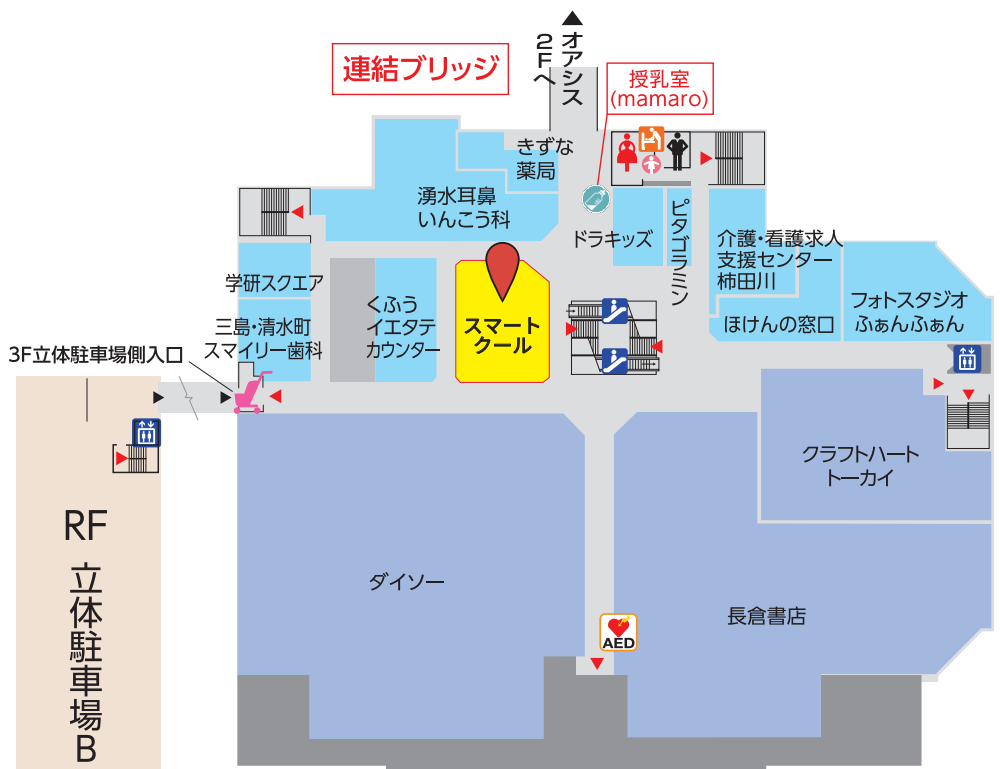 オアシス
2Fへ
連結ブリッジ
授乳室
(mamaro)
きずな
薬局
湧水耳鼻
いんこう科
ドラキッズ
ピタゴラミン
介護・看護求人
支援センター
柿田川
学研スクエア
くふう
イエタテ
カウンター
スマート
クール
フォトスタジオ
ふぁんふぁん
ほけんの窓口
三島・清水町
スマイリー歯科
3F立体駐車場側入口
クラフトハート
トーカイ
RF
立体駐車場B
ダイソー
長倉書店
AED